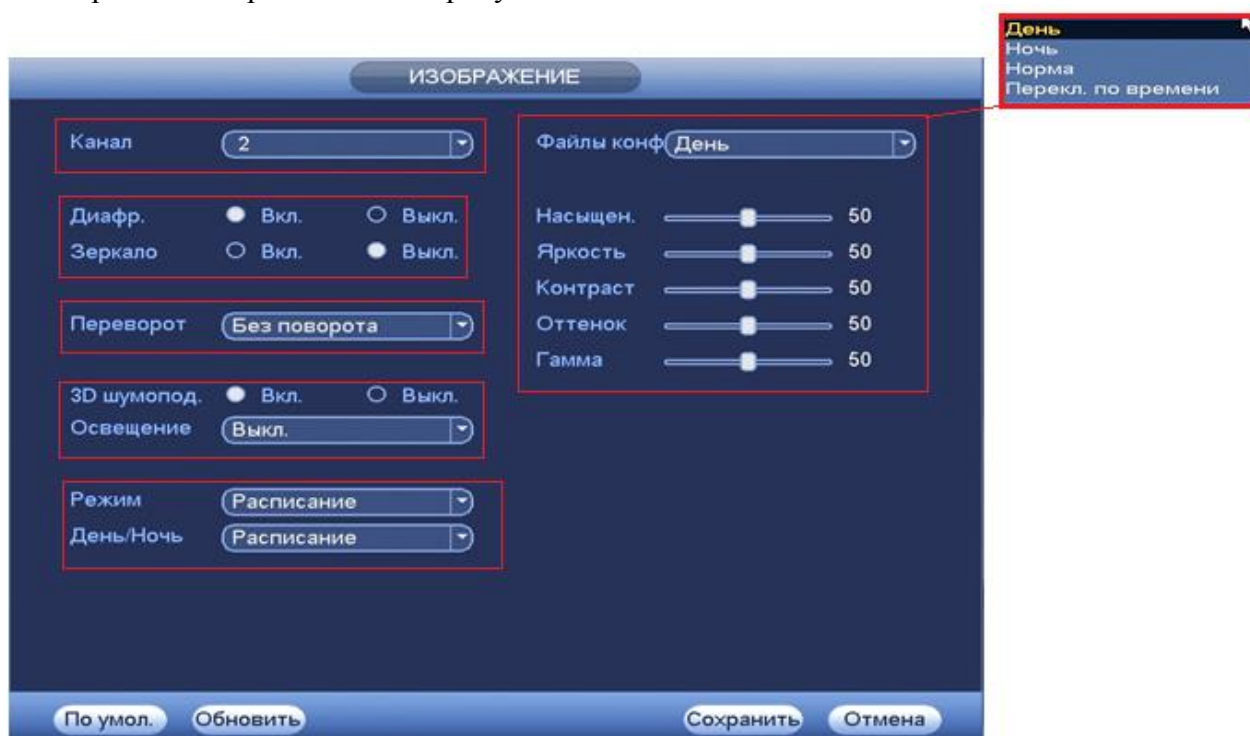 День
Ночь
Норма
Перекл. по времени
ИЗОБРАЖЕНИЕ
Канал 2
Диафр. Вкл. Выкл.
Зеркало Вкл. Выкл.
Переворот Без поворота
3D шумопод. Вкл. Выкл.
Освещение Выкл.
Режим Расписание
День/Ночь Расписание
Файлы конф День
Насыщен. 50
Яркость 50
Контраст 50
Оттенок 50
Гамма 50
По умол. Обновить Сохранить Отмена